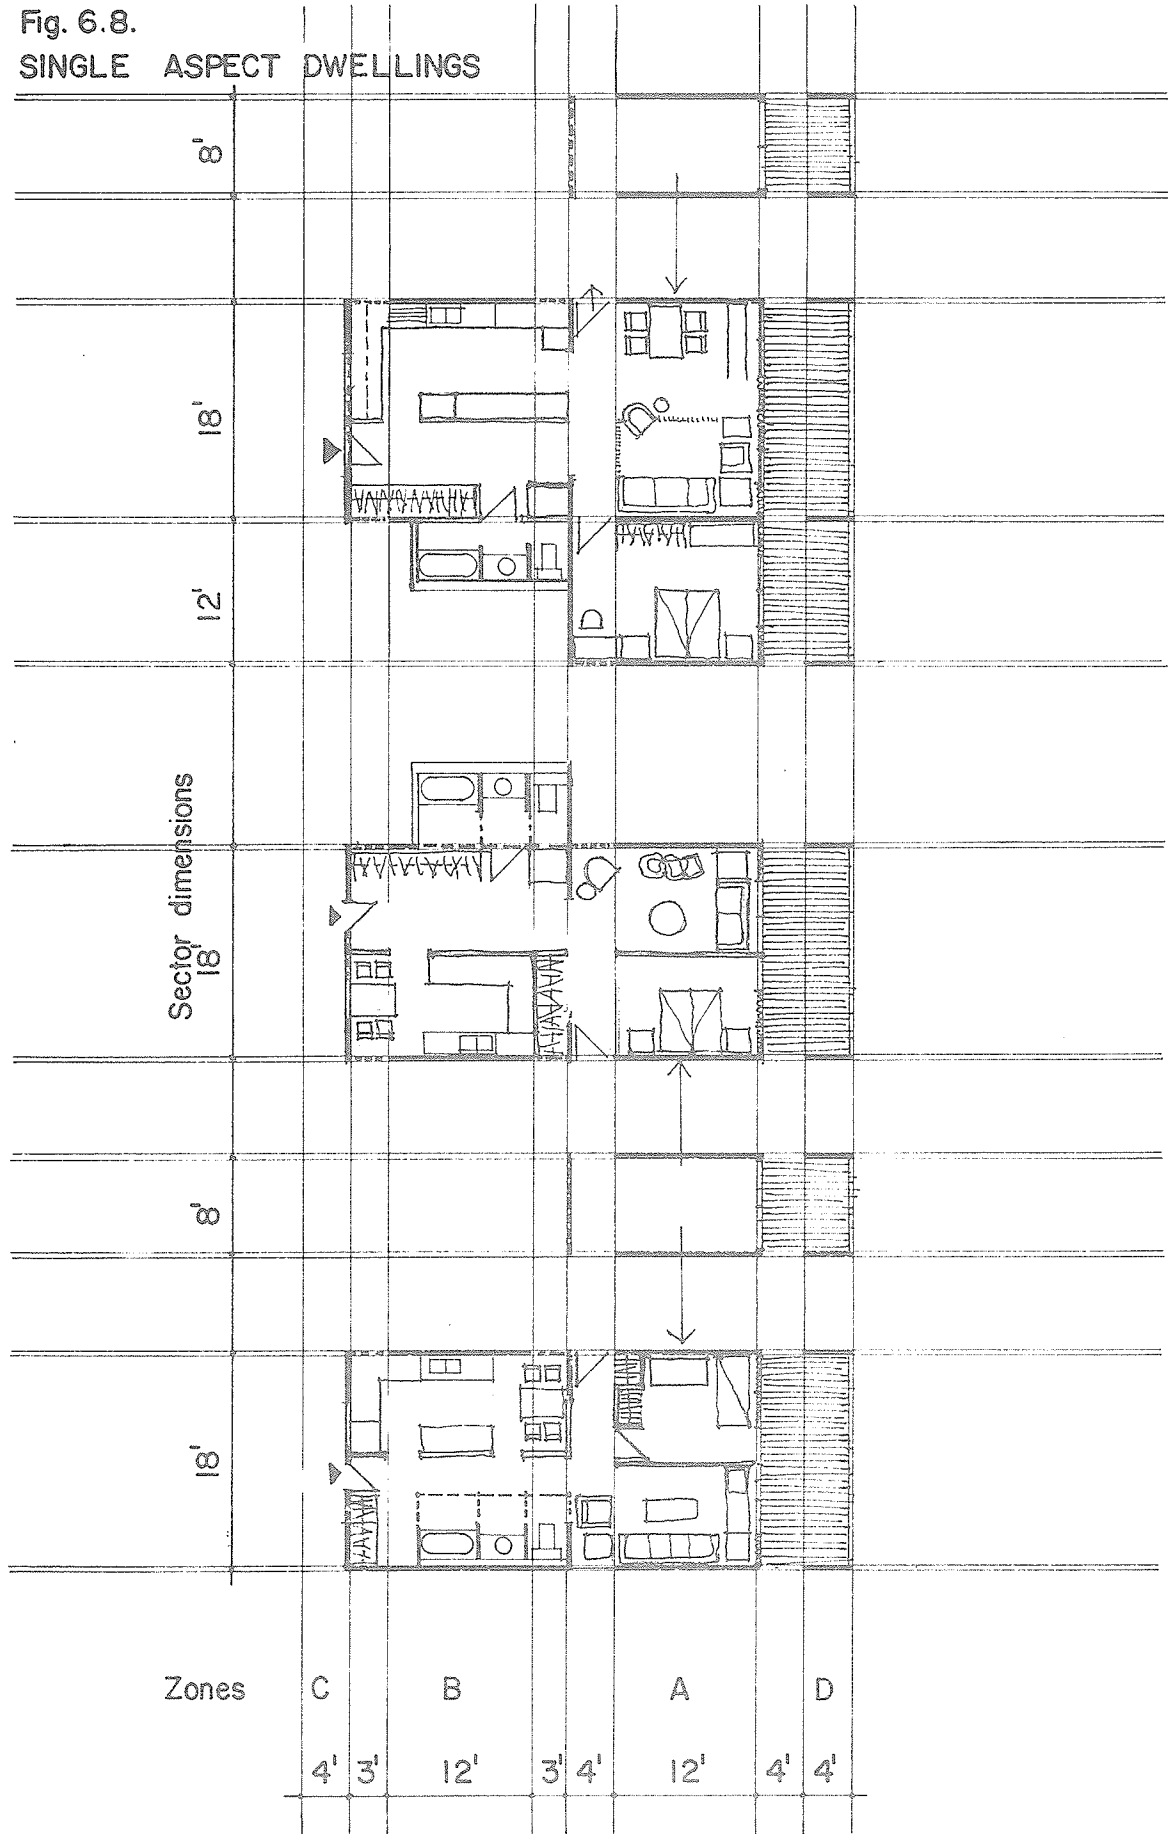 Fig. 6.8.
SINGLE ASPECT DWELLINGS
8'
18'
12'
Sector dimensions
18'
8'
18'
Zones C B A D
4' 3' 12' 3' 4' 12' 4' 4'